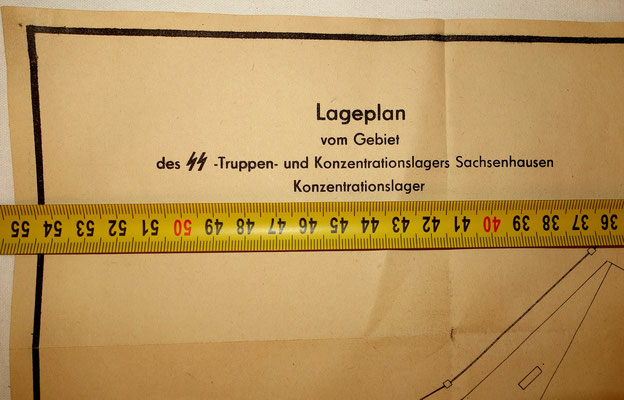 Lageplan
vom Gebiet
des ᛋᛋ -Truppen- und Konzentrationslagers Sachsenhausen
Konzentrationslager
55 54 53 52 51 50 49 48 47 46 45 44 43 42 41 40 39 38 37 36